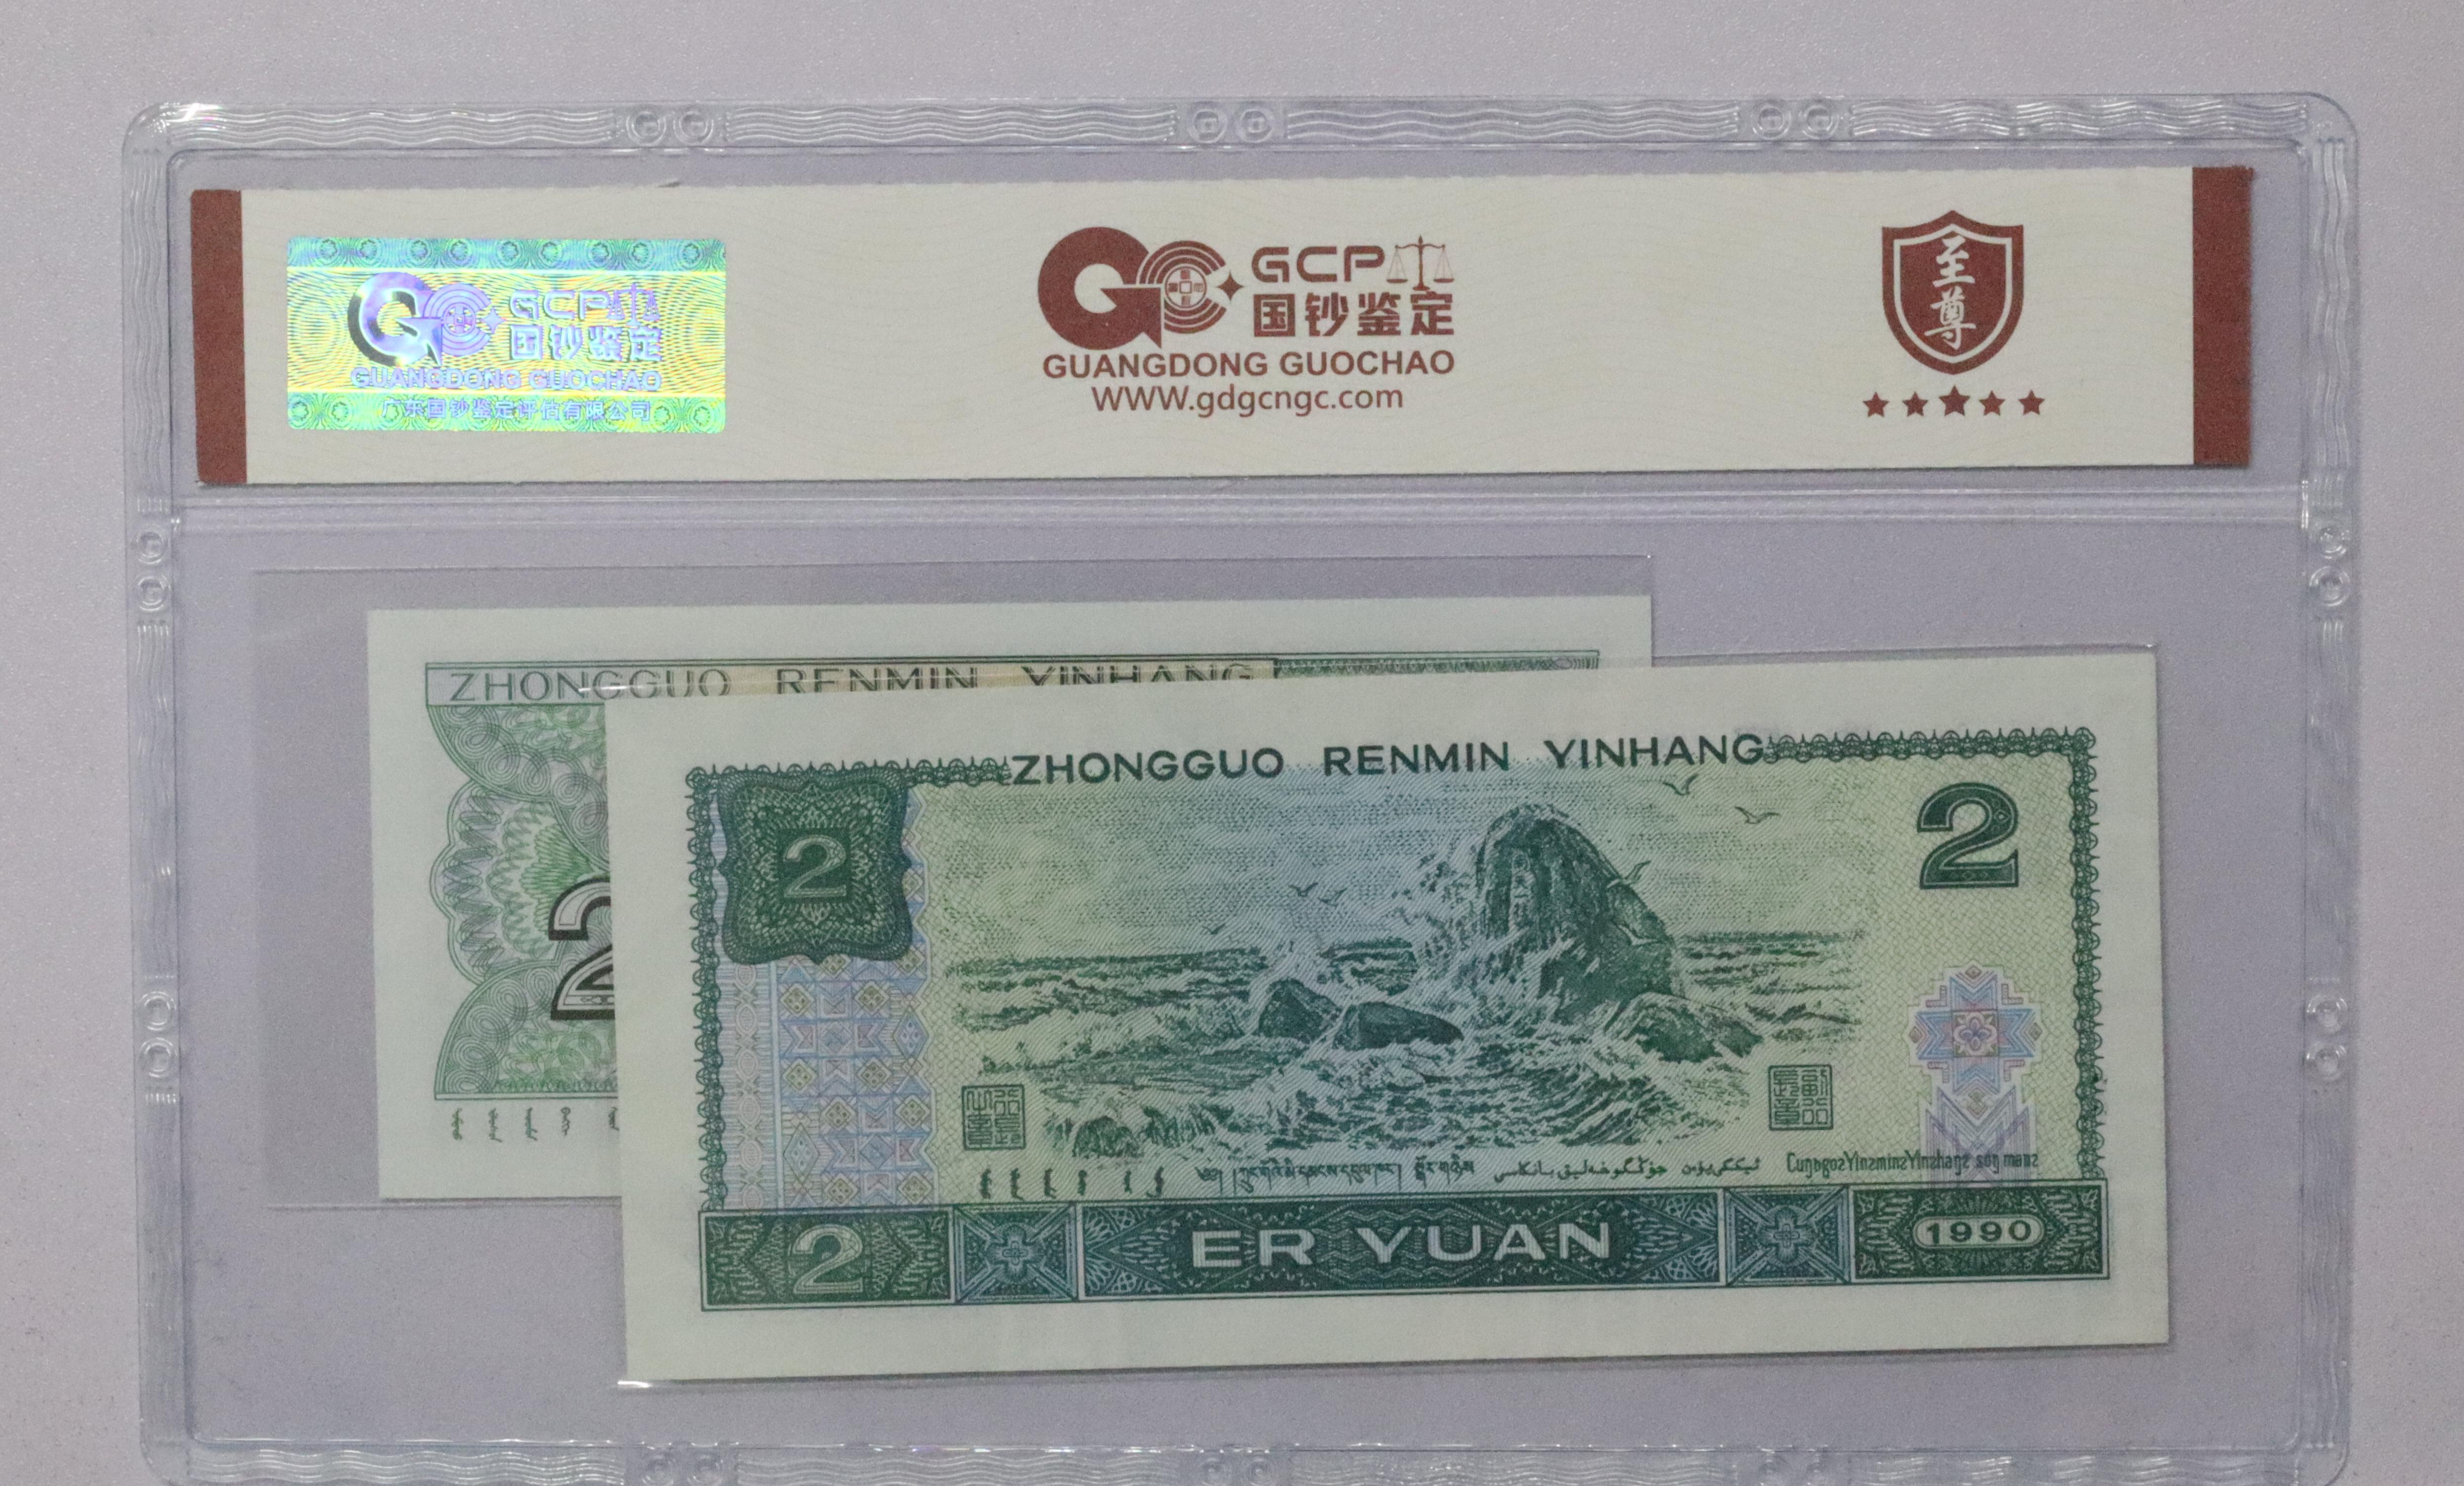 GCP
国钞鉴定
GUANGDONG GUOCHAO
广东国钞鉴定评估有限公司
GCP
国钞鉴定
GUANGDONG GUOCHAO
WWW.gdgcngc.com
至
尊
ZHONGGUO RENMIN YINHANG
2
ZHONGGUO RENMIN YINHANG
2
2
2 ER YUAN 1990